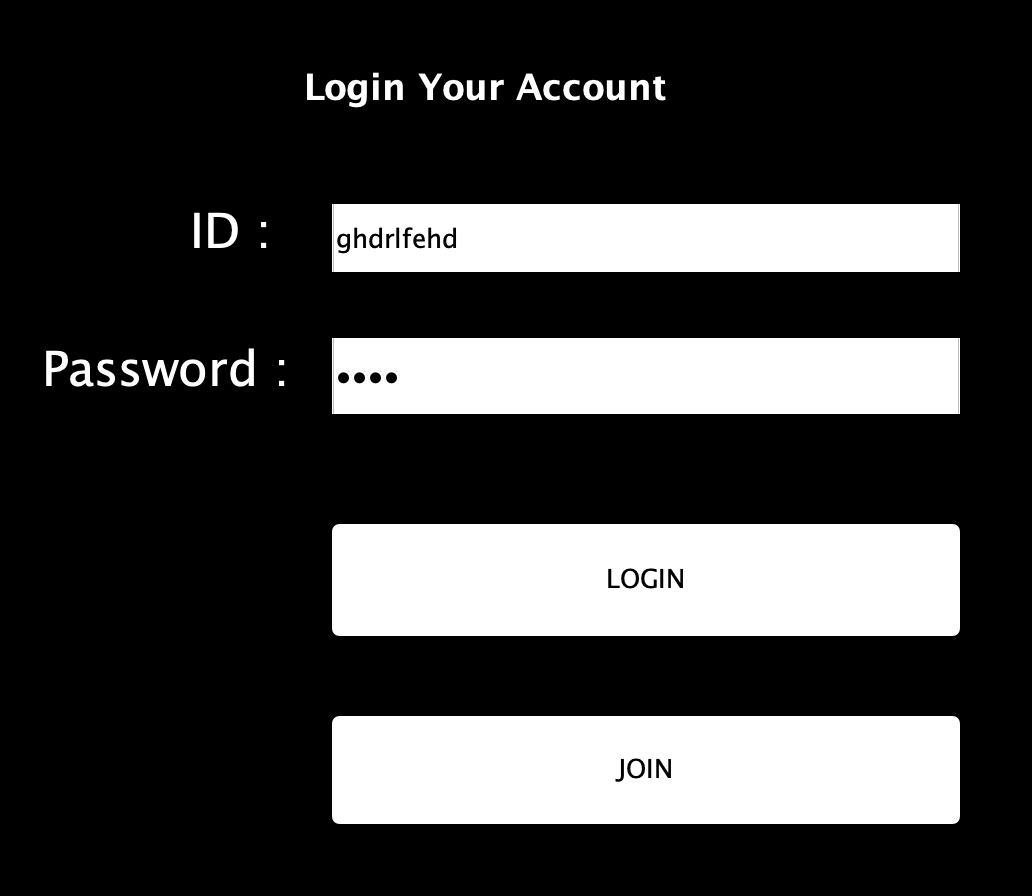 Login Your Account
ID :
ghdrlfehd
Password :
••••
LOGIN
JOIN